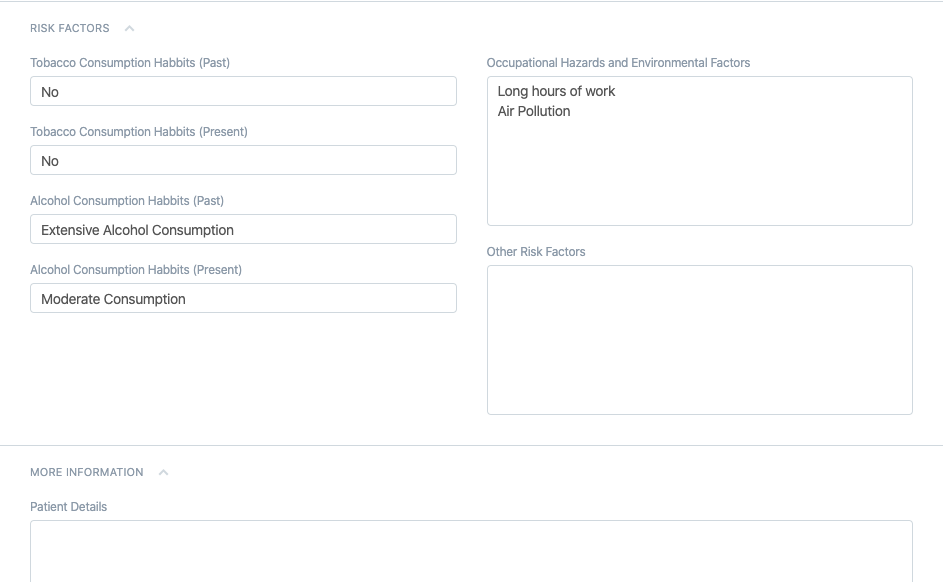 RISK FACTORS
Tobacco Consumption Habbits (Past)
No
Tobacco Consumption Habbits (Present)
No
Alcohol Consumption Habbits (Past)
Extensive Alcohol Consumption
Alcohol Consumption Habbits (Present)
Moderate Consumption
Occupational Hazards and Environmental Factors
Long hours of work
Air Pollution
Other Risk Factors
MORE INFORMATION
Patient Details